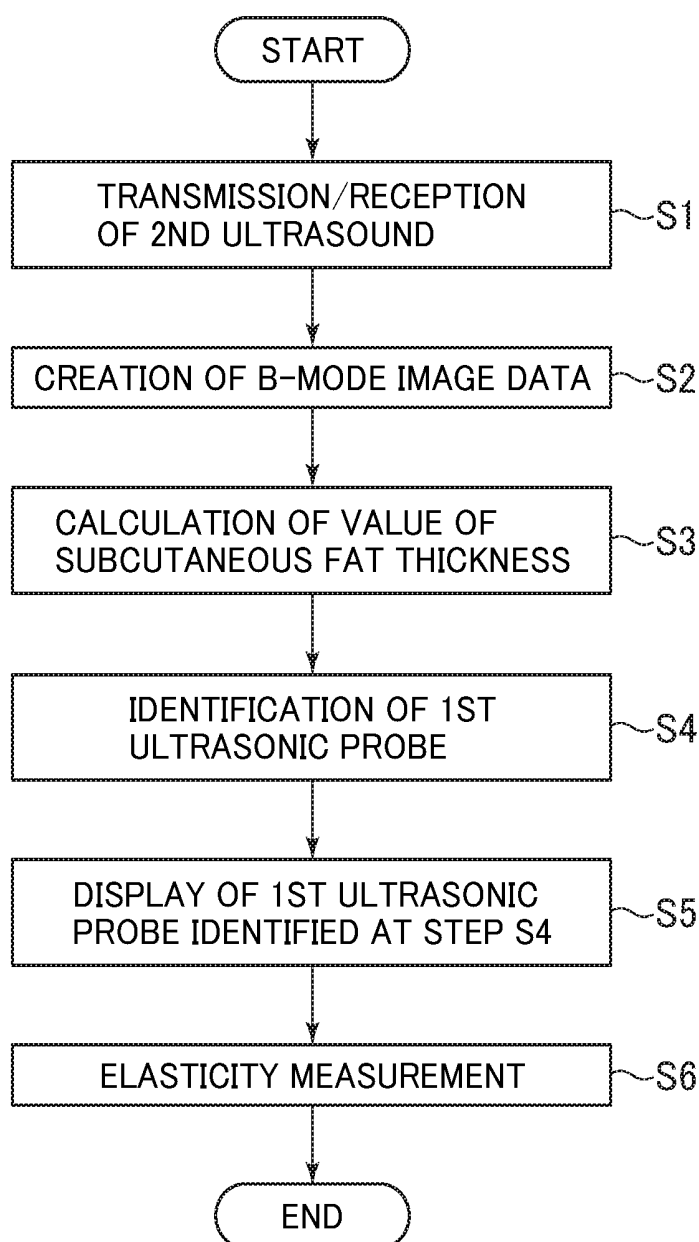 START
TRANSMISSION/RECEPTION
OF 2ND ULTRASOUND
S1
CREATION OF B-MODE IMAGE DATA
S2
CALCULATION OF VALUE OF
SUBCUTANEOUS FAT THICKNESS
S3
IDENTIFICATION OF 1ST
ULTRASONIC PROBE
S4
DISPLAY OF 1ST ULTRASONIC
PROBE IDENTIFIED AT STEP S4
S5
ELASTICITY MEASUREMENT
S6
END